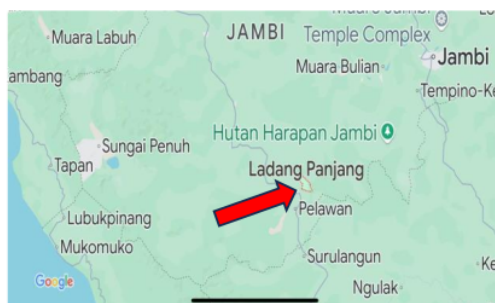 Muara Labuh
JAMBI
Temple Complex
Jambi
Muara Bulian
ambang
Tempino-Ke
Hutan Harapan Jambi
Sungai Penuh
Tapan
Ladang Panjang
Pelawan
Lubukpinang
Mukomuko
Surulangun
Ke
Google
Ngulak